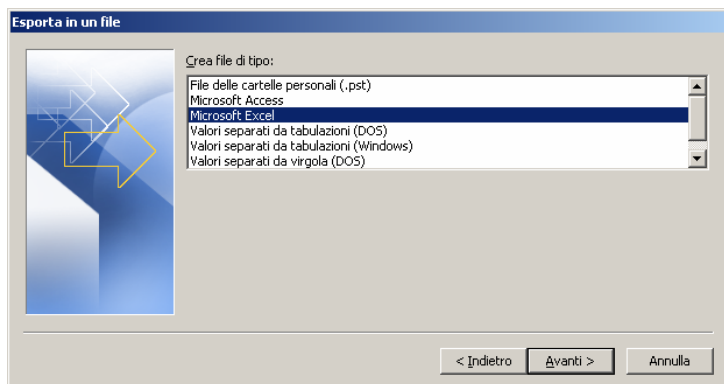 Esporta in un file
Crea file di tipo:
File delle cartelle personali (.pst)
Microsoft Access
Microsoft Excel
Valori separati da tabulazioni (DOS)
Valori separati da tabulazioni (Windows)
Valori separati da virgola (DOS)
< Indietro
Avanti >
Annulla